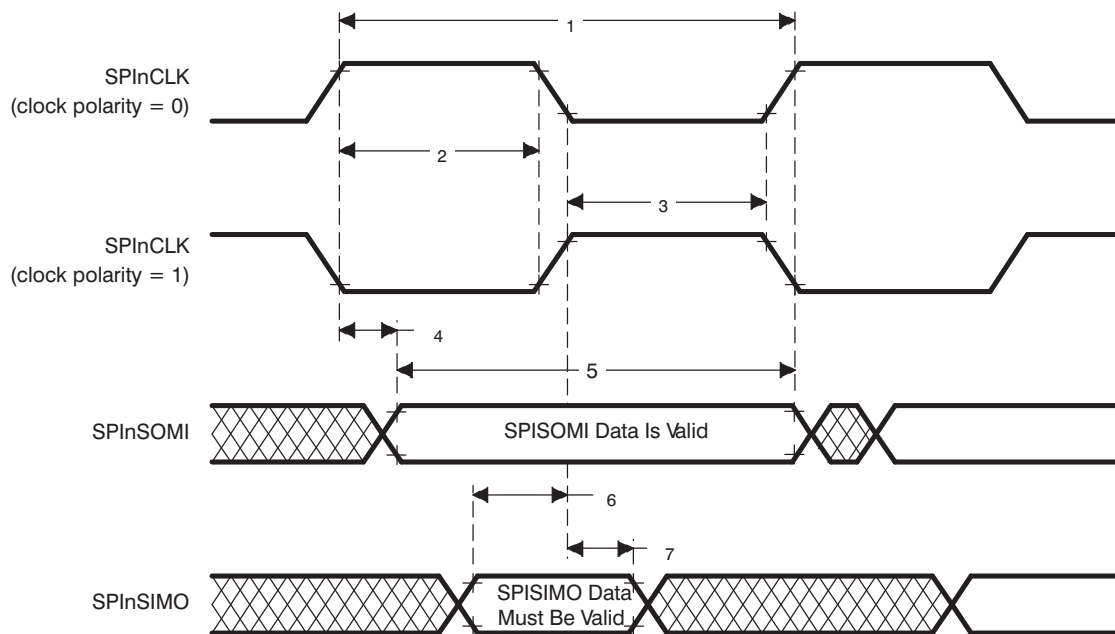 1
SPInCLK
(clock polarity = 0)
2
3
SPInCLK
(clock polarity = 1)
4
5
SPInSOMI
SPISOMI Data Is Valid
6
7
SPInSIMO
SPISIMO Data
Must Be Valid